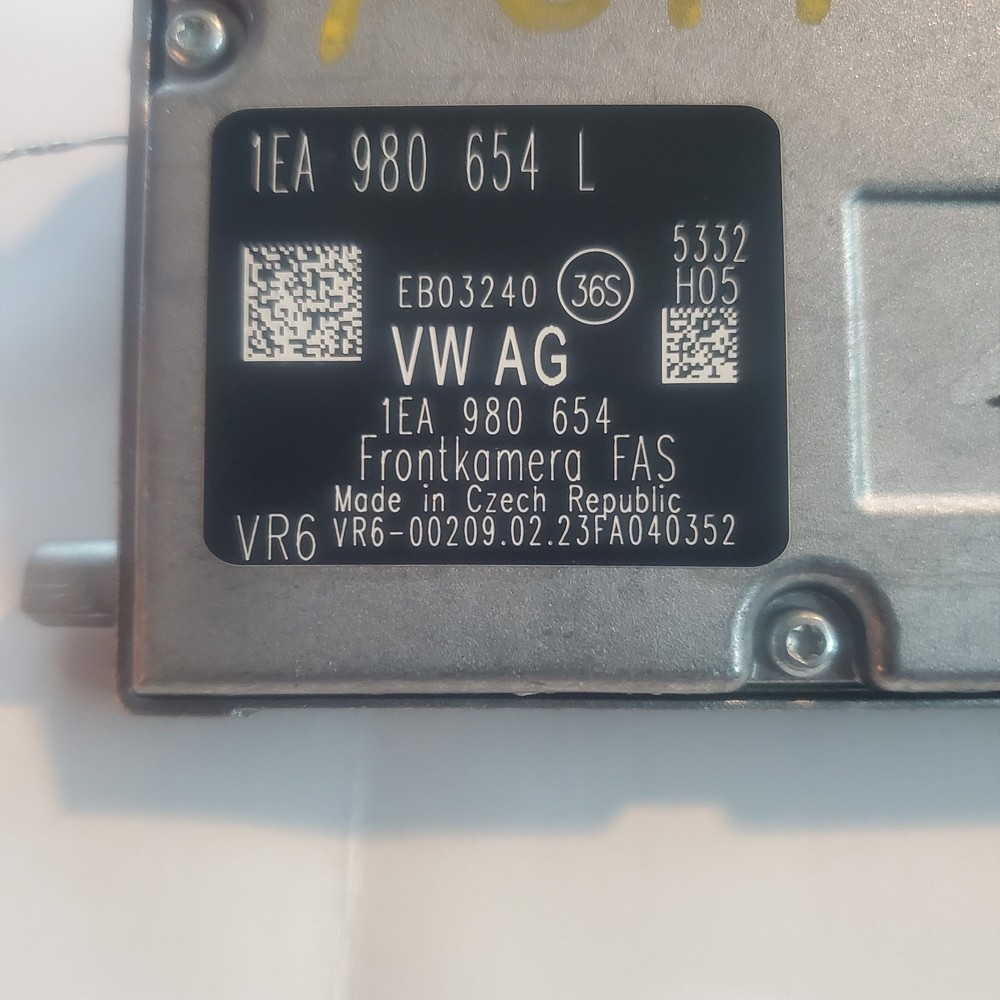 1EA 980 654 L
5332
H05
EB03240 36S
VW AG
1EA 980 654
Frontkamera FAS
Made in Czech Republic
VR6 VR6-00209.02.23FA040352